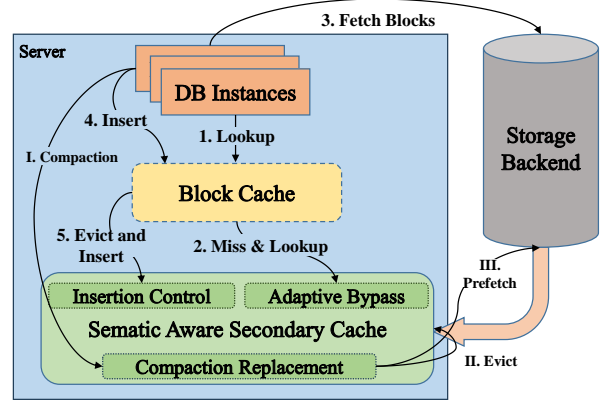 3. Fetch Blocks
Server
DB Instances
4. Insert
1. Lookup
Storage
Backend
I. Compaction
Block Cache
5. Evict and
Insert
2. Miss & Lookup
III.
Prefetch
Insertion Control
Adaptive Bypass
Sematic Aware Secondary Cache
II. Evict
Compaction Replacement